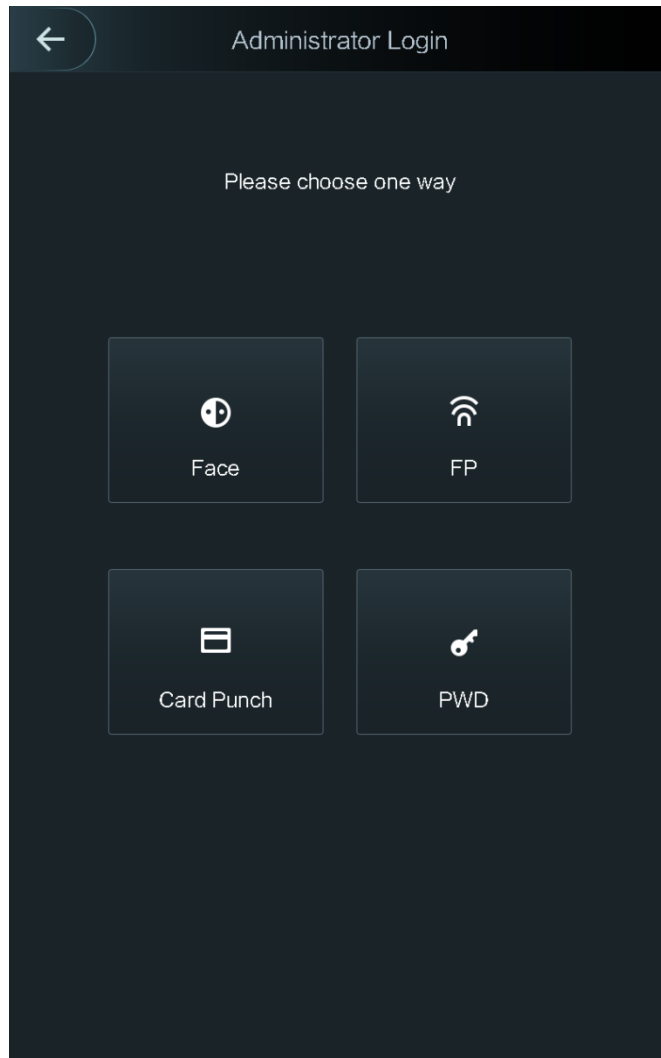 Administrator Login
Please choose one way
Face
FP
Card Punch
PWD